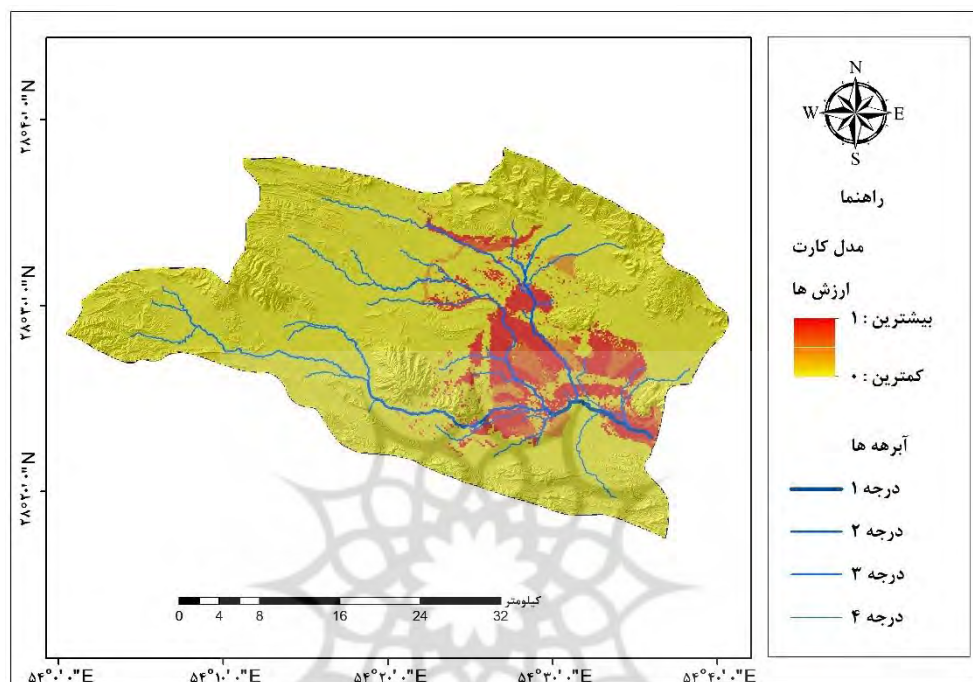 N
W E
S
راهنما
مدل کارت
ارزش ها
بیشترین : ۱
کمترین : ۰
آبرهه ها
درجه ۱
درجه ۲
درجه ۳
درجه ۴
۲۸°۴۰'۰"N
۲۸°۳۰'۰"N
۲۸°۲۰'۰"N
کیلومتر
0 2 4 8 16 24 32
۵۴°۰'۰"E ۵۴°۱۰'۰"E ۵۴°۲۰'۰"E ۵۴°۳۰'۰"E ۵۴°۴۰'۰"E